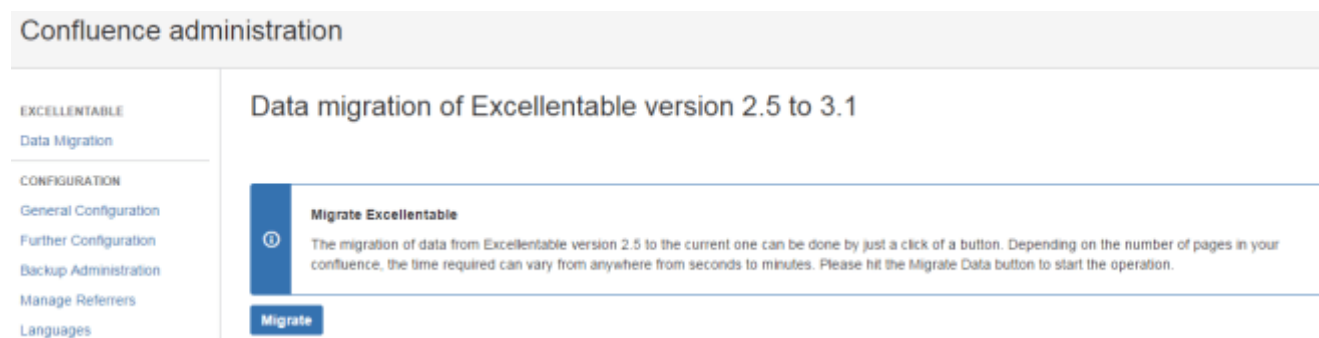 Confluence administration
EXCELLENTABLE
Data Migration
CONFIGURATION
General Configuration
Further Configuration
Backup Administration
Manage Referrers
Languages
Data migration of Excellentable version 2.5 to 3.1
Migrate Excellentable
The migration of data from Excellentable version 2.5 to the current one can be done by just a click of a button. Depending on the number of pages in your
confluence, the time required can vary from anywhere from seconds to minutes. Please hit the Migrate Data button to start the operation.
Migrate